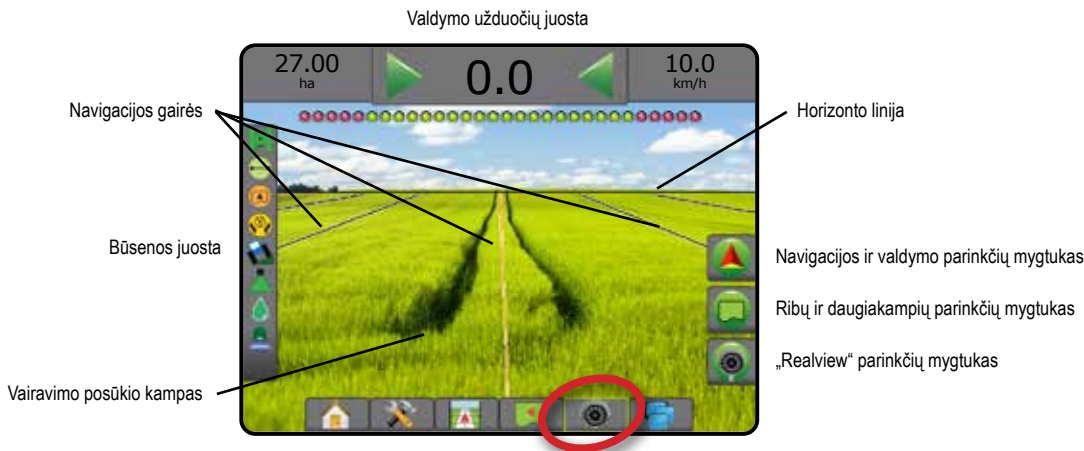 Valdymo užduočių juosta
27.00
ha
0.0
10.0
km/h
Navigacijos gairės
Horizonto linija
Būsenos juosta
Navigacijos ir valdymo parinkčių mygtukas
Ribų ir daugiakampių parinkčių mygtukas
„Realview“ parinkčių mygtukas
Vairavimo posūkio kampas